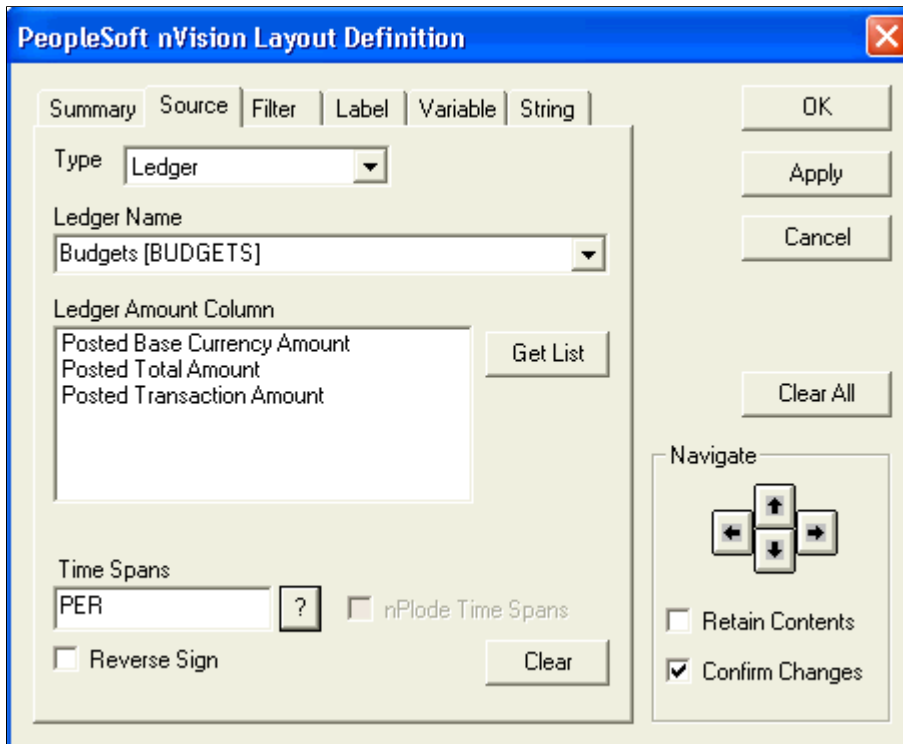 PeopleSoft nVision Layout Definition
Summary Source Filter Label Variable String
OK
Type Ledger
Apply
Ledger Name
Budgets [BUDGETS]
Cancel
Ledger Amount Column
Posted Base Currency Amount
Posted Total Amount
Posted Transaction Amount
Get List
Clear All
Navigate
Time Spans
PER ? nPlode Time Spans
Retain Contents
Reverse Sign Clear
Confirm Changes